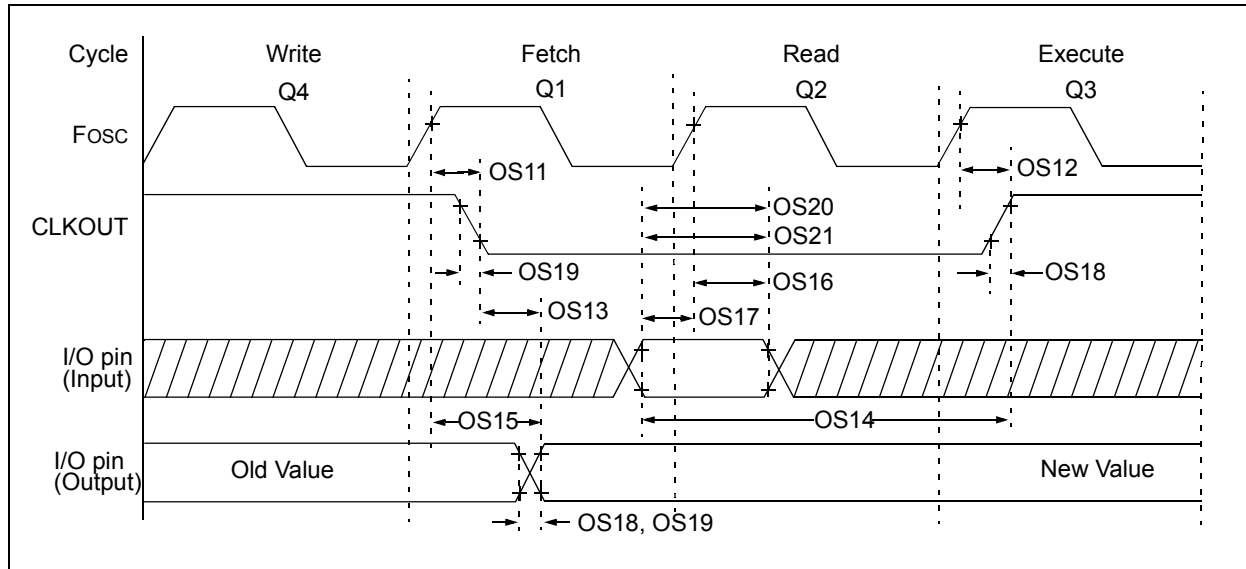 Cycle Write Fetch Read Execute
Q4 Q1 Q2 Q3
FOSC
OS11 OS12
CLKOUT OS20
OS21
OS19 OS16 OS18
OS13 OS17
I/O pin
(Input)
OS15 OS14
I/O pin
(Output) Old Value New Value
OS18, OS19